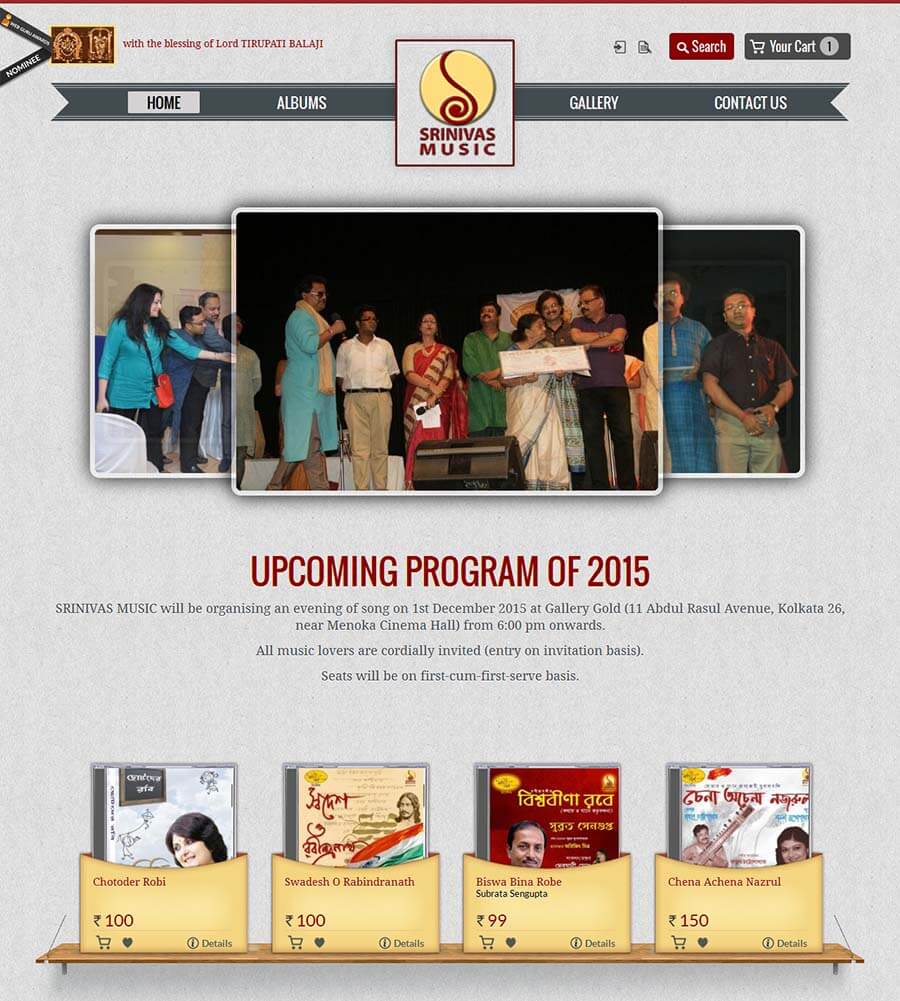 WEB GURU AWARDS
NOMINEE
with the blessing of Lord TIRUPATI BALAJI
Search
Your Cart 1
HOME
ALBUMS
SRINIVAS
MUSIC
GALLERY
CONTACT US
UPCOMING PROGRAM OF 2015
SRINIVAS MUSIC will be organising an evening of song on 1st December 2015 at Gallery Gold (11 Abdul Rasul Avenue, Kolkata 26,
near Menoka Cinema Hall) from 6:00 pm onwards.
All music lovers are cordially invited (entry on invitation basis).
Seats will be on first-cum-first-serve basis.
ছোটদের
রবি
স্বদেশ
ও
রবীন্দ্রনাথ
বিশ্ববীণা রবে
সুব্রত সেনগুপ্ত
চেনা অচেনা নজরুল
Chotoder Robi
₹ 100
Details
Swadesh O Rabindranath
₹ 100
Details
Biswa Bina Robe
Subrata Sengupta
₹ 99
Details
Chena Achena Nazrul
₹ 150
Details